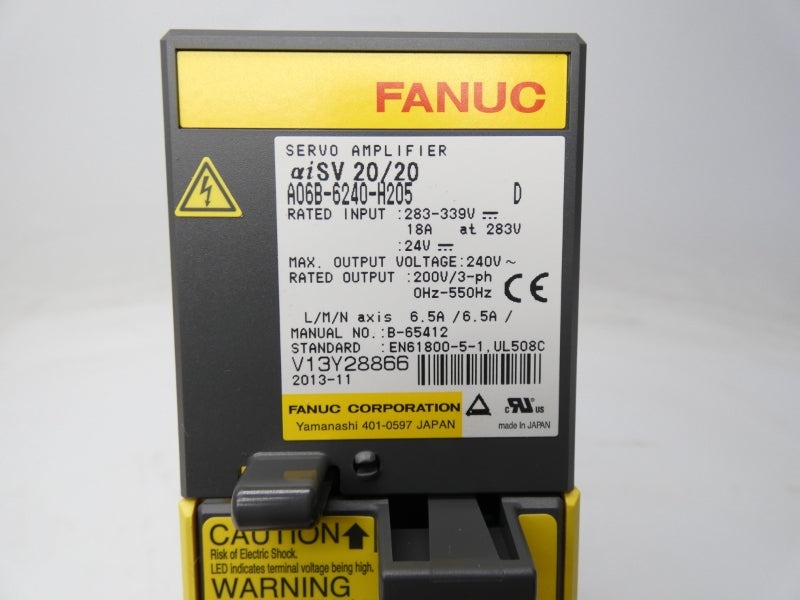 FANUC
SERVO AMPLIFIER
αiSV 20/20
A06B-6240-H205 D
RATED INPUT :283-339V ⎓
18A at 283V
:24V ⎓
MAX. OUTPUT VOLTAGE:240V~
RATED OUTPUT :200V/3-ph
0Hz-550Hz
CE
L/M/N axis 6.5A /6.5A /
MANUAL NO.:B-65412
STANDARD :EN61800-5-1,UL508C
V13Y28866
2013-11
FANUC CORPORATION
Yamanashi 401-0597 JAPAN
c RU us
made in JAPAN
CAUTION
Risk of Electric Shock.
LED indicates terminal voltage being high.
WARNING